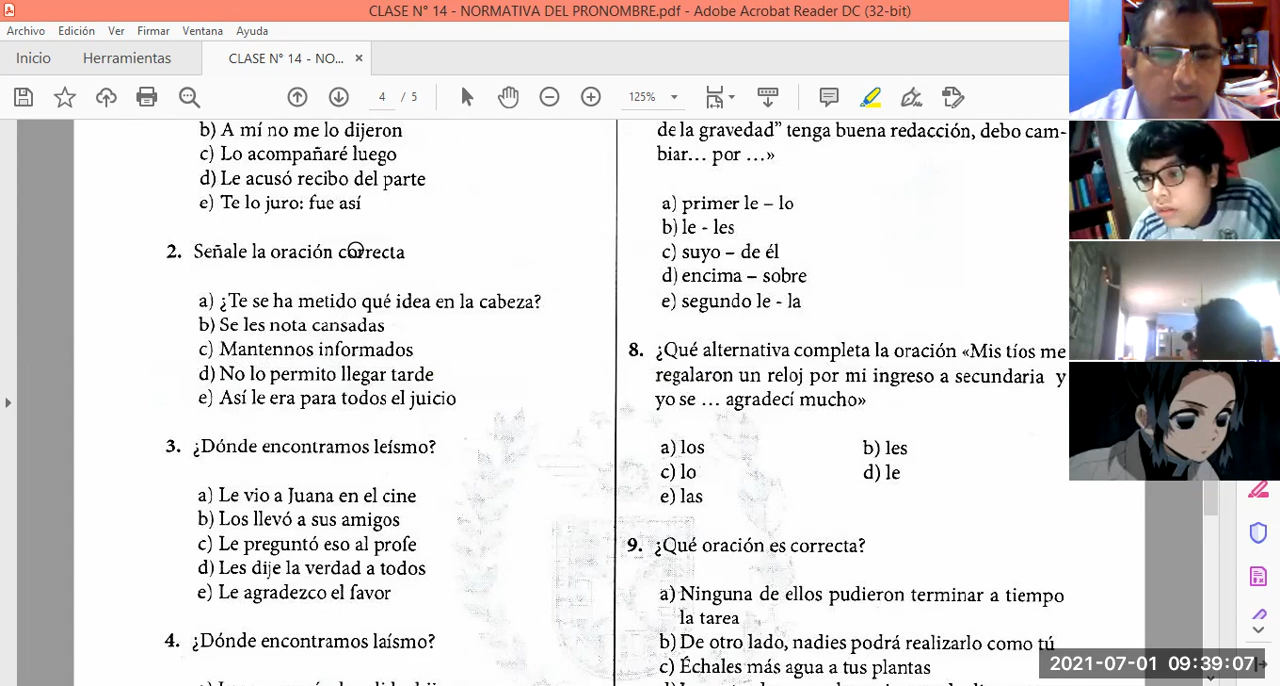 CLASE N° 14 - NORMATIVA DEL PRONOMBRE.pdf - Adobe Acrobat Reader DC (32-bit)
Archivo Edición Ver Firmar Ventana Ayuda
Inicio Herramientas CLASE N° 14 - NO... ×
4 / 5 125%
b) A mí no me lo dijeron
c) Lo acompañaré luego
d) Le acusó recibo del parte
e) Te lo juro: fue así
2. Señale la oración correcta
a) ¿Te se ha metido qué idea en la cabeza?
b) Se les nota cansadas
c) Mantennos informados
d) No lo permito llegar tarde
e) Así le era para todos el juicio
3. ¿Dónde encontramos leísmo?
a) Le vio a Juana en el cine
b) Los llevó a sus amigos
c) Le preguntó eso al profe
d) Les dije la verdad a todos
e) Le agradezco el favor
4. ¿Dónde encontramos laísmo?
de la gravedad” tenga buena redacción, debo cam-
biar... por ...»
a) primer le – lo
b) le - les
c) suyo – de él
d) encima – sobre
e) segundo le - la
8. ¿Qué alternativa completa la oración «Mis tíos me
regalaron un reloj por mi ingreso a secundaria y
yo se ... agradecí mucho»
a) los b) les
c) lo d) le
e) las
9. ¿Qué oración es correcta?
a) Ninguna de ellos pudieron terminar a tiempo
la tarea
b) De otro lado, nadies podrá realizarlo como tú
c) Échales más agua a tus plantas
2021-07-01 09:39:07